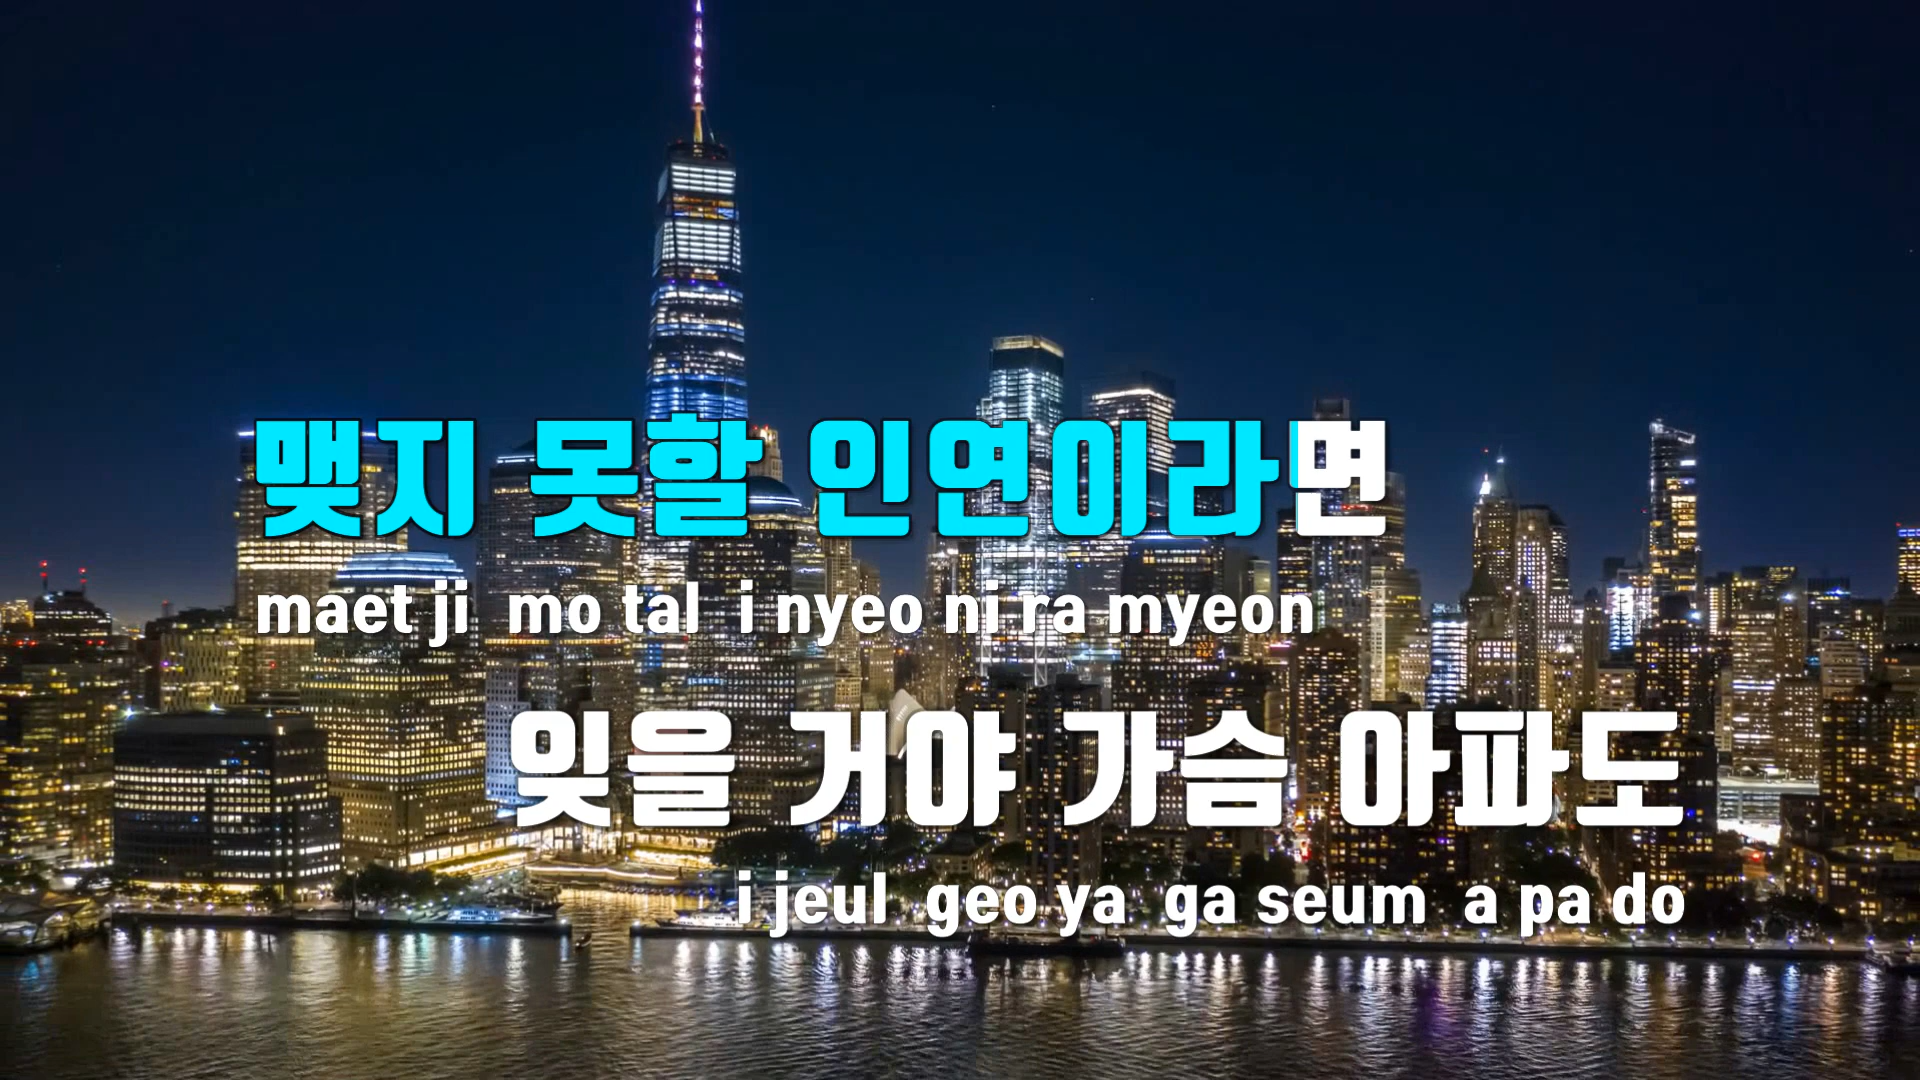 맺지 못할 인연이라면
maet ji mo tal i nyeo ni ra myeon
잊을 거야 가슴 아파도
i jeul geo ya ga seum a pa do